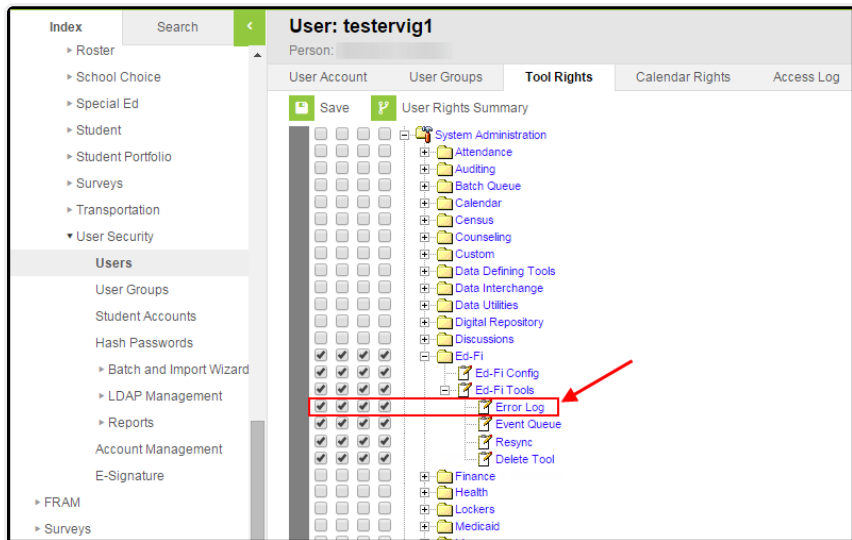 Index
Search
Roster
School Choice
Special Ed
Student
Student Portfolio
Surveys
Transportation
User Security
Users
User Groups
Student Accounts
Hash Passwords
Batch and Import Wizard
LDAP Management
Reports
Account Management
E-Signature
FRAM
Surveys
User: testervig1
Person:
User Account
User Groups
Tool Rights
Calendar Rights
Access Log
Save
User Rights Summary
System Administration
Attendance
Auditing
Batch Queue
Calendar
Census
Counseling
Custom
Data Defining Tools
Data Interchange
Data Utilities
Digital Repository
Discussions
Ed-Fi
Ed-Fi Config
Ed-Fi Tools
Error Log
Event Queue
Resync
Delete Tool
Finance
Health
Lockers
Medicaid